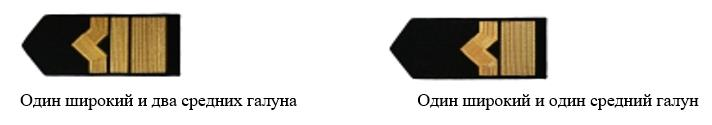 Один широкий и два средних галуна
Один широкий и один средний галун